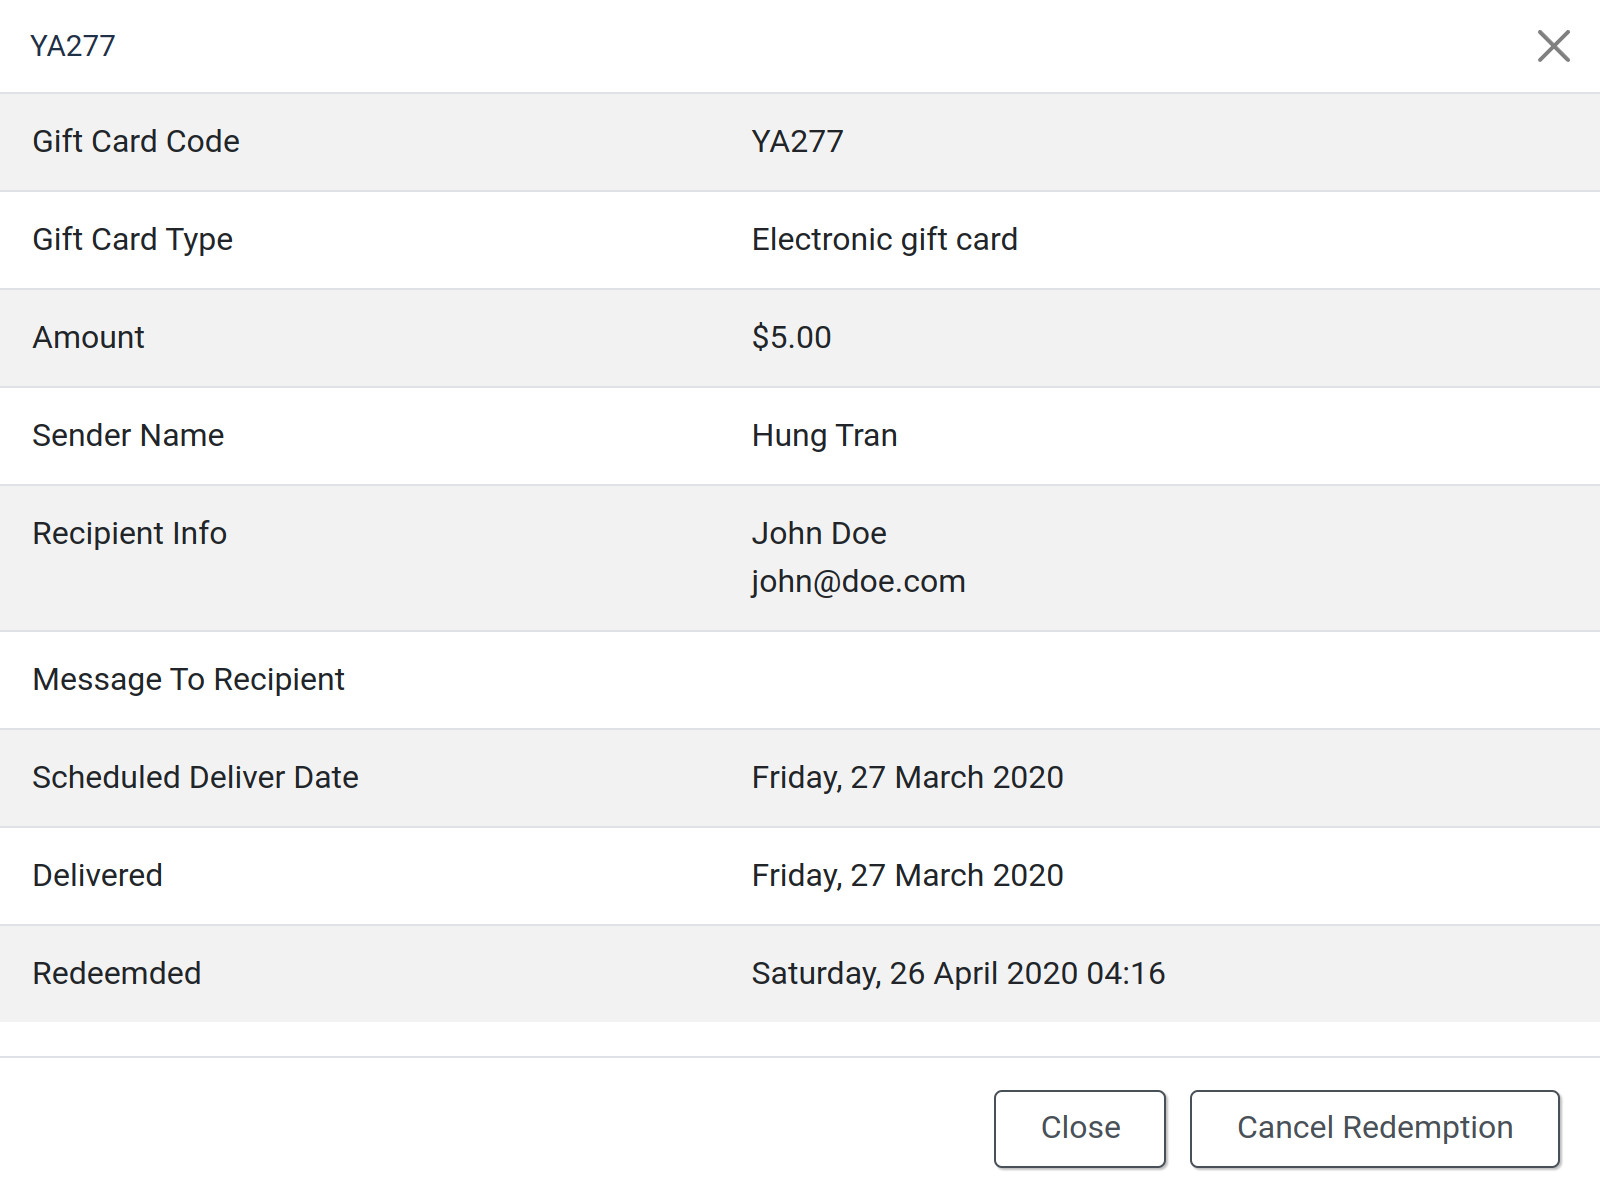 YA277
Gift Card Code YA277
Gift Card Type Electronic gift card
Amount $5.00
Sender Name Hung Tran
Recipient Info John Doe
john@doe.com
Message To Recipient
Scheduled Deliver Date Friday, 27 March 2020
Delivered Friday, 27 March 2020
Redeemded Saturday, 26 April 2020 04:16
Close Cancel Redemption